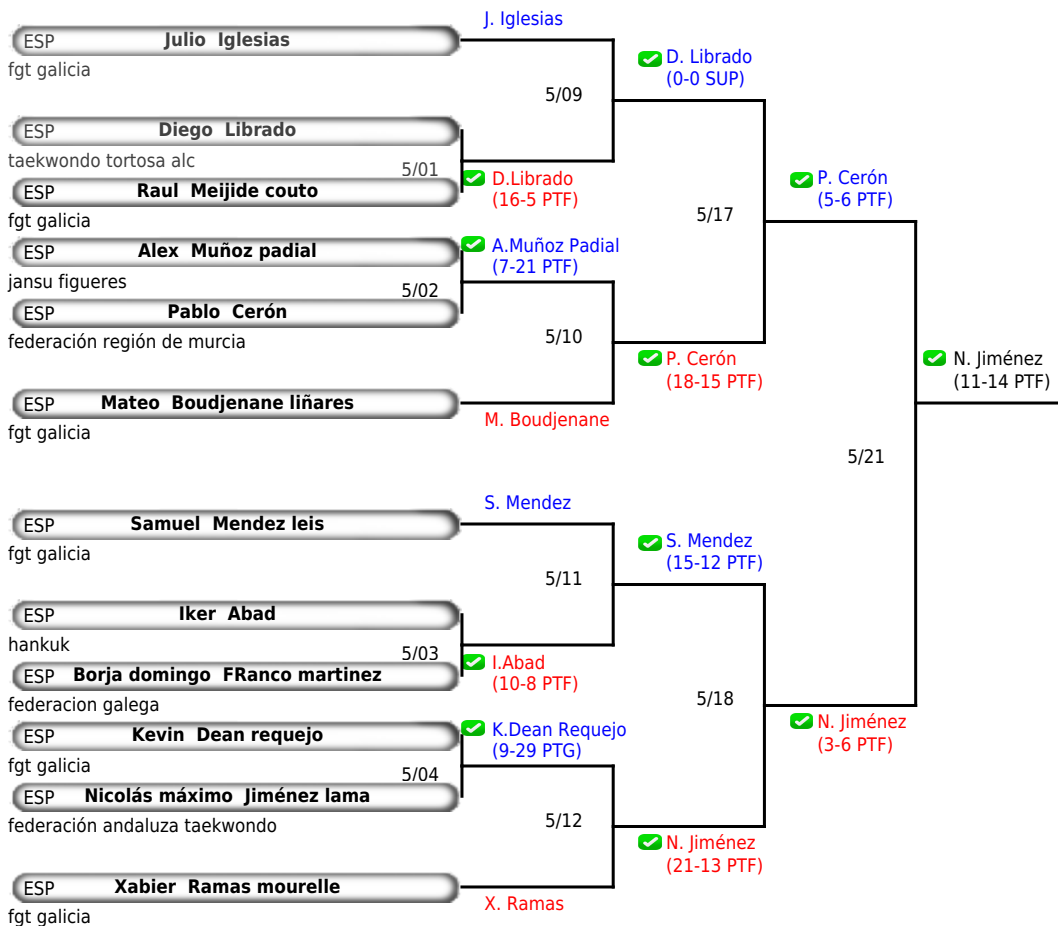 J. Iglesias
ESP Julio Iglesias
fgt galicia
D. Librado
(0-0 SUP)
5/09
ESP Diego Librado
taekwondo tortosa alc
5/01
ESP Raul Meijide couto
fgt galicia
D.Librado
(16-5 PTF)
P. Cerón
(5-6 PTF)
5/17
ESP Alex Muñoz padial
jansu figueres
A.Muñoz Padial
(7-21 PTF)
5/02
ESP Pablo Cerón
federación región de murcia
5/10
P. Cerón
(18-15 PTF)
N. Jiménez
(11-14 PTF)
ESP Mateo Boudjenane liñares
fgt galicia
M. Boudjenane
5/21
S. Mendez
ESP Samuel Mendez leis
fgt galicia
S. Mendez
(15-12 PTF)
5/11
ESP Iker Abad
hankuk
5/03
ESP Borja domingo FRanco martinez
federacion galega
I.Abad
(10-8 PTF)
5/18
N. Jiménez
(3-6 PTF)
ESP Kevin Dean requejo
fgt galicia
K.Dean Requejo
(9-29 PTG)
5/04
ESP Nicolás máximo Jiménez lama
federación andaluza taekwondo
5/12
N. Jiménez
(21-13 PTF)
ESP Xabier Ramas mourelle
fgt galicia
X. Ramas